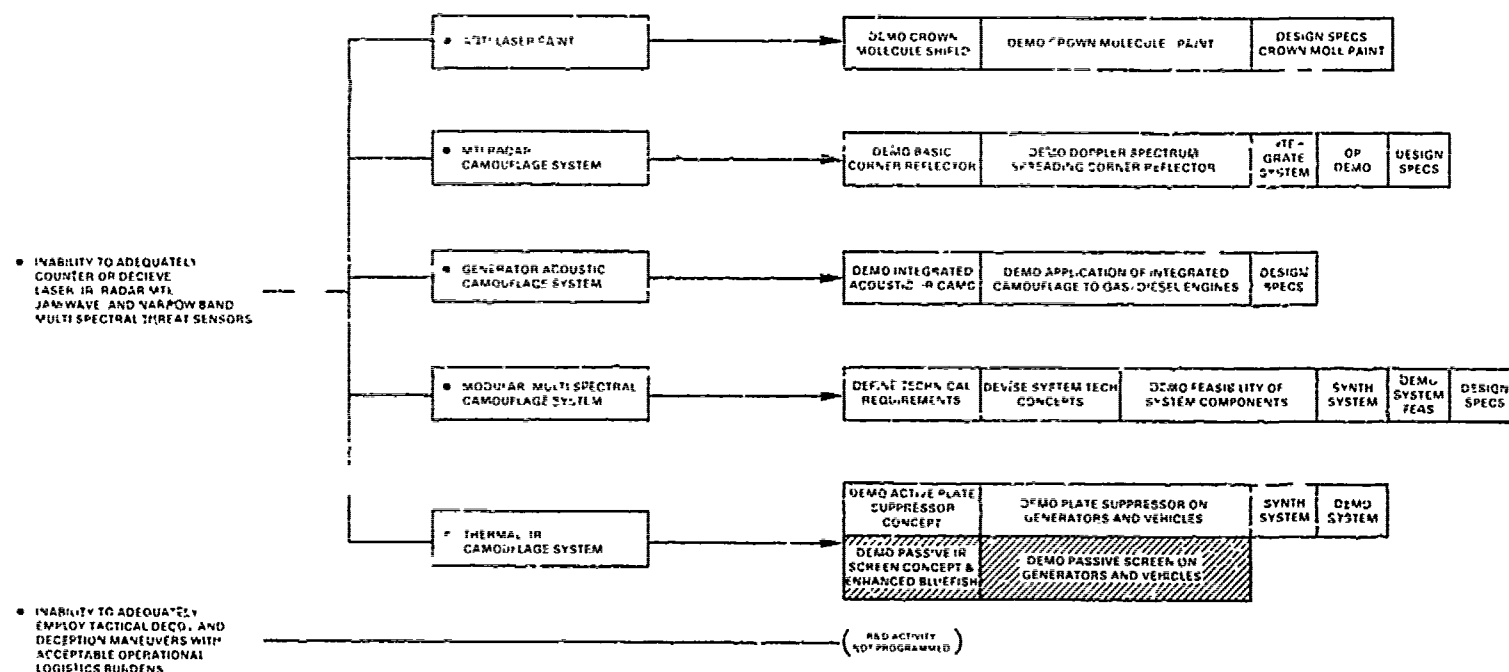 • ANTI LASER PAINT
DEMO CROWN
MOLECULE SHIELD
DEMO CROWN MOLECULE PAINT
DESIGN SPECS
CROWN MOLL PAINT
• MTI RADAR
CAMOUFLAGE SYSTEM
DEMO BASIC
CORNER REFLECTOR
DEMO DOPPLER SPECTRUM
SPREADING CORNER REFLECTOR
GRATE
SYSTEM
OP
DEMO
DESIGN
SPECS
• INABILITY TO ADEQUATELY
COUNTER OR DECIEVE
LASER IR RADAR MTI
AND NARROW BAND
MULTI SPECTRAL THREAT SENSORS
• GENERATOR ACOUSTIC
CAMOUFLAGE SYSTEM
DEMO INTEGRATED
ACOUSTIC IR CAMO
DEMO APPLICATION OF INTEGRATED
CAMOUFLAGE TO GAS/DIESEL ENGINES
DESIGN
SPECS
• MODULAR MULTI SPECTRAL
CAMOUFLAGE SYSTEM
DEFINE TECHNICAL
REQUIREMENTS
DEVISE SYSTEM TECH
CONCEPTS
DEMO FEASIBILITY OF
SYSTEM COMPONENTS
SYNTH
SYSTEM
DEMO
SYSTEM
FEAS
DESIGN
SPECS
• THERMAL IR
CAMOUFLAGE SYSTEM
DEMO ACTIVE PLATE
SUPPRESSOR
CONCEPT
DEMO PLATE SUPPRESSOR ON
GENERATORS AND VEHICLES
SYNTH
SYSTEM
DEMO
SYSTEM
DEMO PASSIVE IR
SCREEN CONCEPT &
ENHANCED BLUEFISH
DEMO PASSIVE SCREEN ON
GENERATORS AND VEHICLES
• INABILITY TO ADEQUATELY
EMPLOY TACTICAL AND
DECEPTION MANEUVERS WITH
ACCEPTABLE OPERATIONAL
LOGISTICS BURDENS
(R&D ACTIVITY
NOT PROGRAMMED)